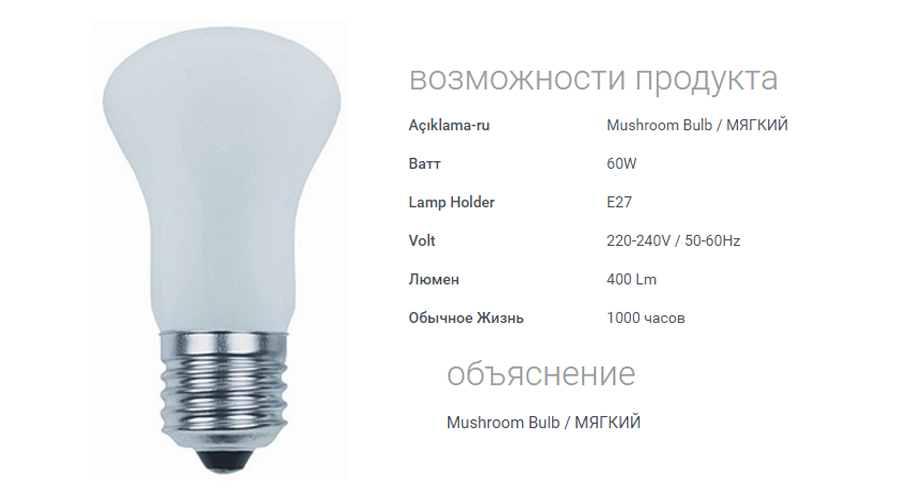 возможности продукта
Açıklama-ru Mushroom Bulb / МЯГКИЙ
Ватт 60W
Lamp Holder E27
Volt 220-240V / 50-60Hz
Люмен 400 Lm
Обычное Жизнь 1000 часов
объяснение
Mushroom Bulb / МЯГКИЙ